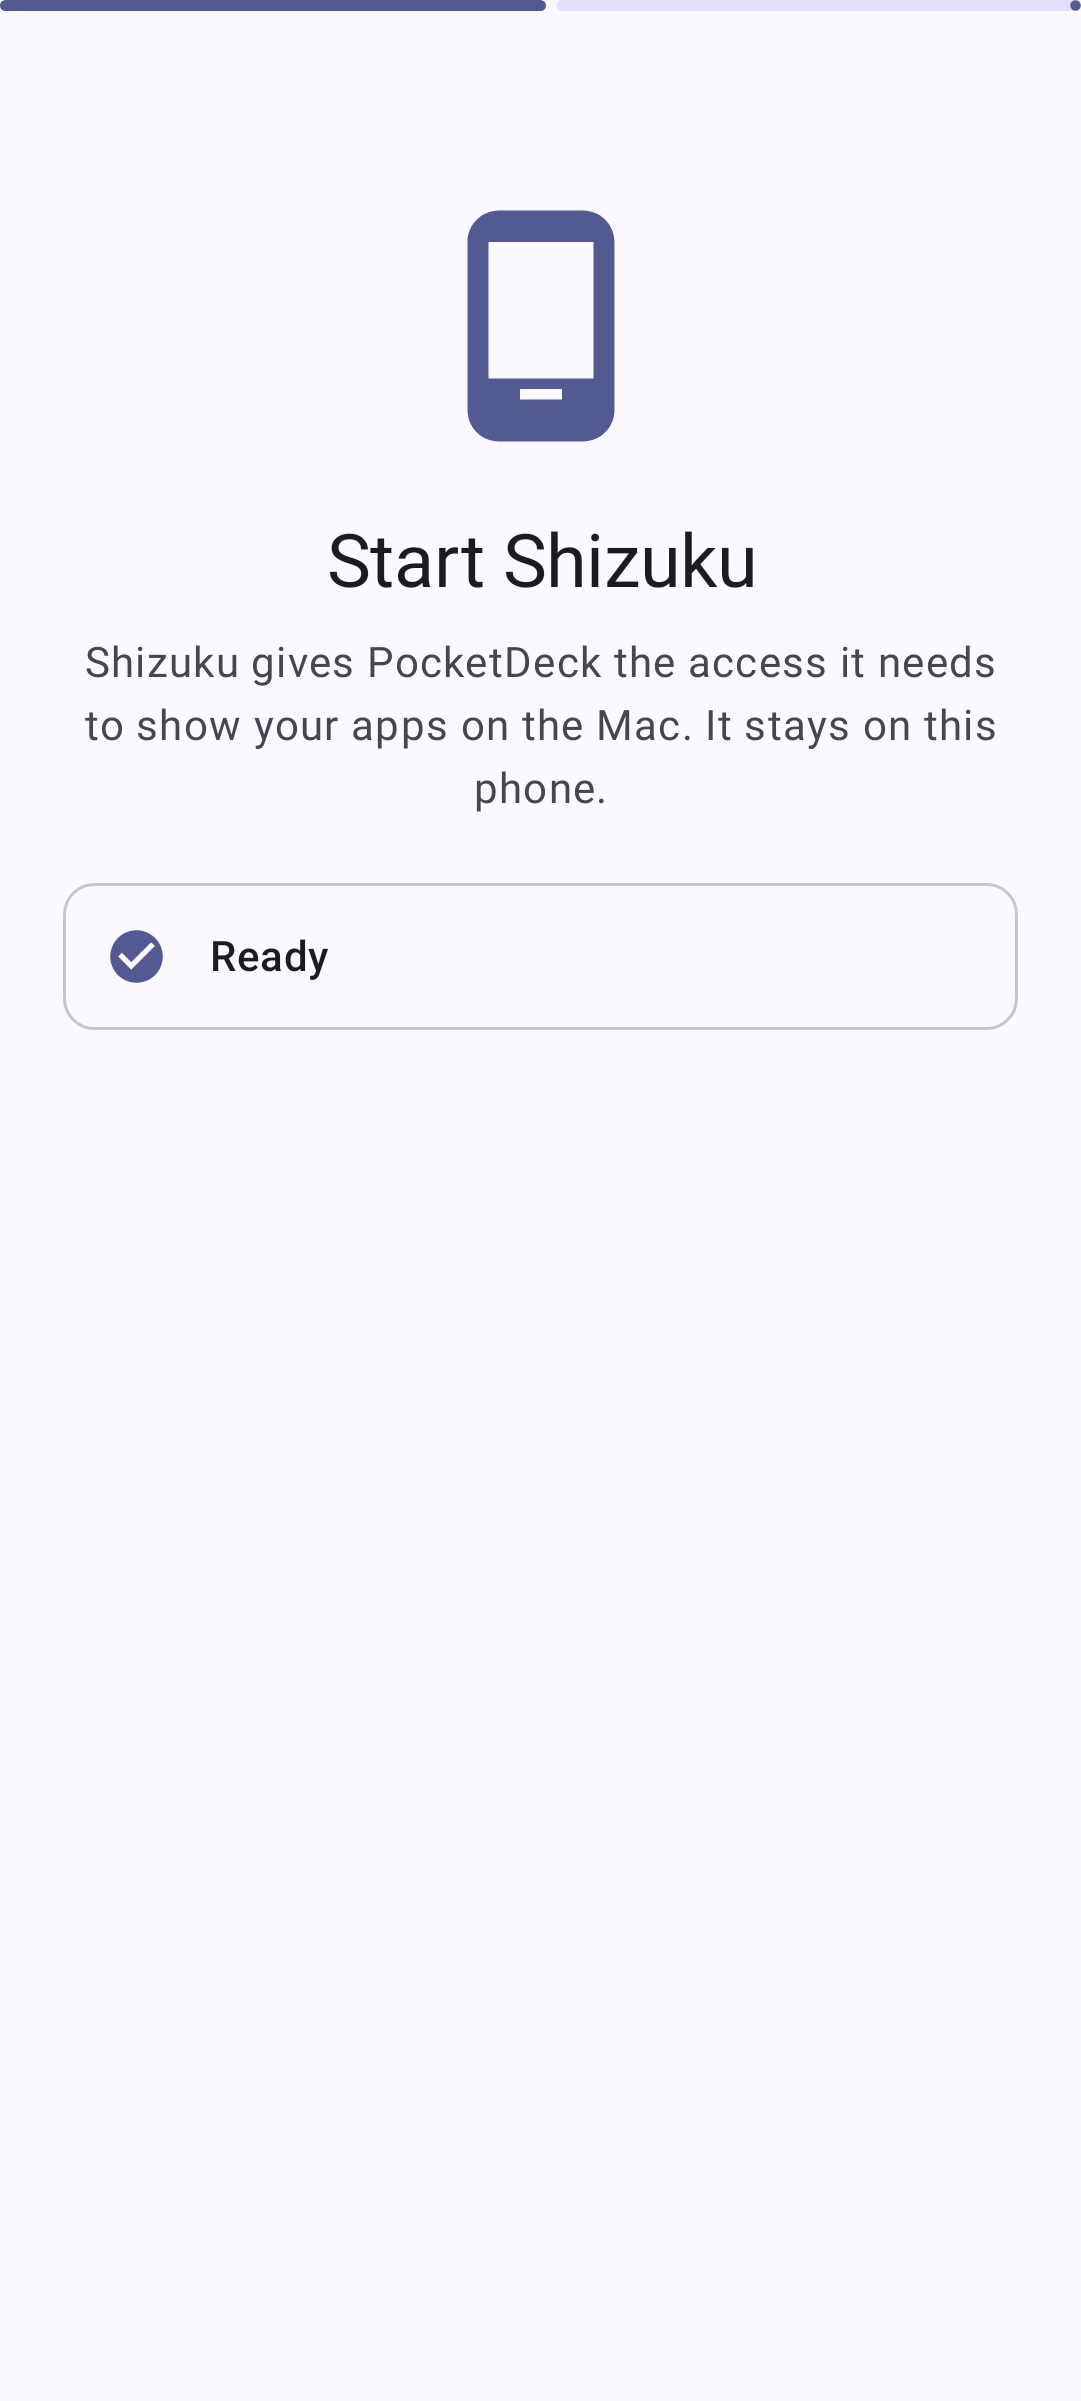 Start Shizuku
Shizuku gives PocketDeck the access it needs
to show your apps on the Mac. It stays on this
phone.
Ready